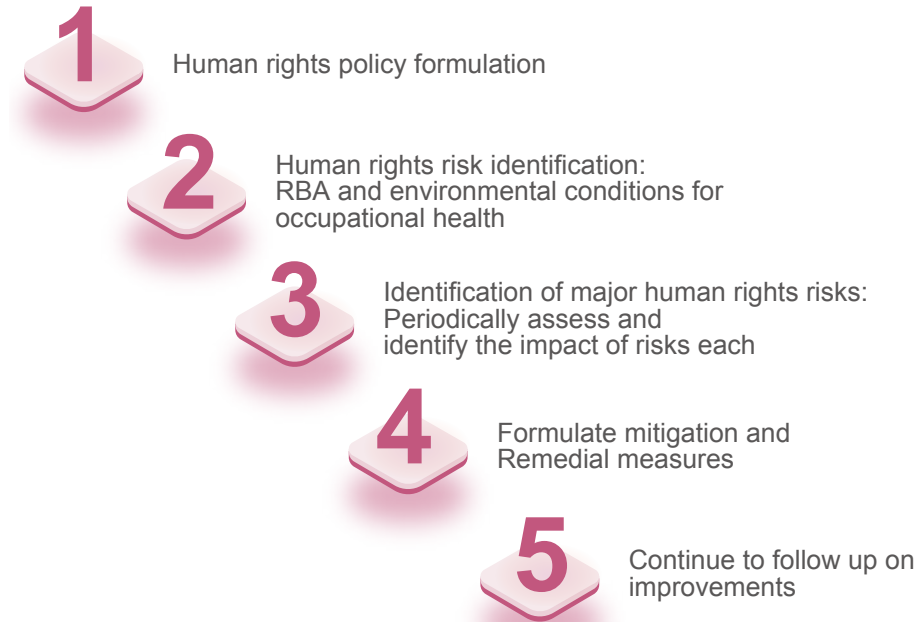 1
Human rights policy formulation
2
Human rights risk identification:
RBA and environmental conditions for
occupational health
3
Identification of major human rights risks:
Periodically assess and
identify the impact of risks each
4
Formulate mitigation and
Remedial measures
5
Continue to follow up on
improvements